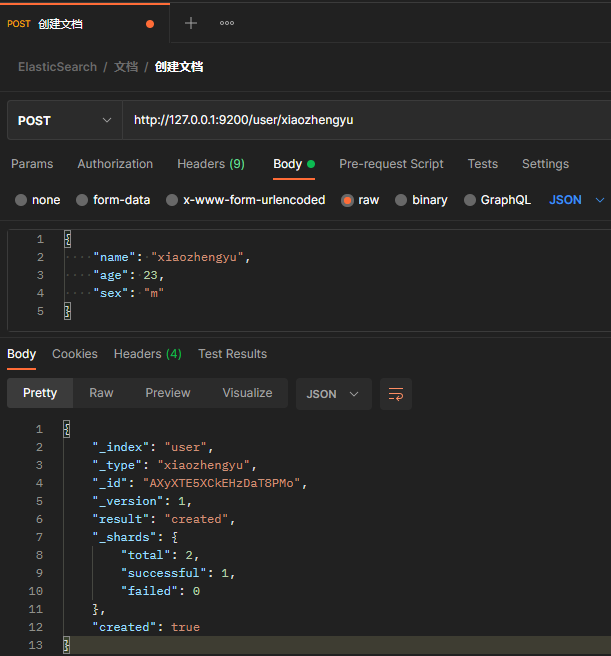 POST 创建文档
ElasticSearch / 文档 / 创建文档
POST http://127.0.0.1:9200/user/xiaozhengyu
Params Authorization Headers (9) Body Pre-request Script Tests Settings
none form-data x-www-form-urlencoded raw binary GraphQL JSON
1 {
2 "name": "xiaozhengyu",
3 "age": 23,
4 "sex": "m"
5 }
Body Cookies Headers (4) Test Results
Pretty Raw Preview Visualize JSON
1 {
2 "_index": "user",
3 "_type": "xiaozhengyu",
4 "_id": "AXyXTE5XCkEHzDaT8PMo",
5 "_version": 1,
6 "result": "created",
7 "_shards": {
8 "total": 2,
9 "successful": 1,
10 "failed": 0
11 },
12 "created": true
13 }